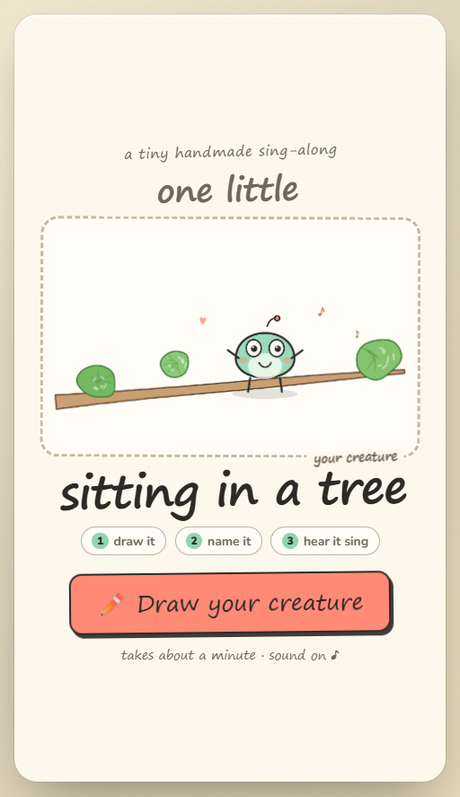 a tiny handmade sing-along
one little
your creature
sitting in a tree
1 draw it
2 name it
3 hear it sing
Draw your creature
takes about a minute · sound on ♪